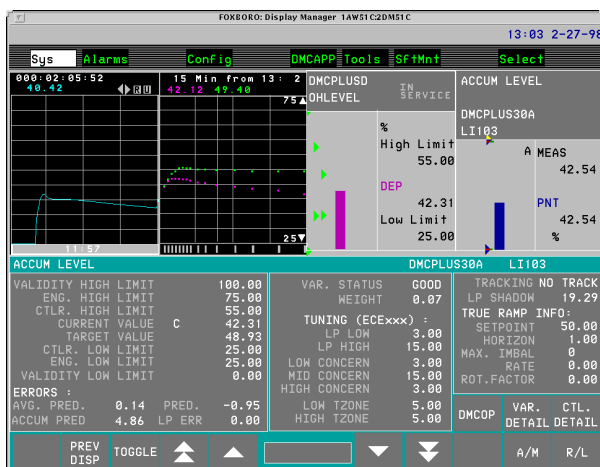 FOXBORO: Display Manager 1AW51C:2DM51C
13:03 2-27-98
Sys Alarms Config DMCAPP Tools SftMnt Select
000:02:05:52
40.42
R U
11:57
15 Min from 13: 2
42.12 49.40
75
25
DMCPLUSD
OHLEVEL
IN SERVICE
%
High Limit
55.00
DEP
42.31
Low Limit
25.00
ACCUM LEVEL
DMCPLUS30A
LI103
A MEAS
42.54
PNT
42.54
%
ACCUM LEVEL DMCPLUS30A LI103
VALIDITY HIGH LIMIT 100.00
ENG. HIGH LIMIT 75.00
CTLR. HIGH LIMIT 55.00
CURRENT VALUE C 42.31
TARGET VALUE 48.93
CTLR. LOW LIMIT 25.00
ENG. LOW LIMIT 25.00
VALIDITY LOW LIMIT 0.00
ERRORS :
AVG. PRED. 0.14 PRED. -0.95
ACCUM PRED 4.86 LP ERR 0.00
VAR. STATUS GOOD
WEIGHT 0.07
TUNING (ECExxx) :
LP LOW 3.00
LP HIGH 15.00
LOW CONCERN 3.00
MID CONCERN 15.00
HIGH CONCERN 3.00
LOW TZONE 5.00
HIGH TZONE 5.00
TRACKING NO TRACK
LP SHADOW 19.29
TRUE RAMP INFO:
SETPOINT 50.00
HORIZON 1.00
MAX. IMBAL 0
RATE 0.00
ROT.FACTOR 0.00
DMCOP
VAR. DETAIL
CTL. DETAIL
PREV DISP
TOGGLE
A/M
R/L